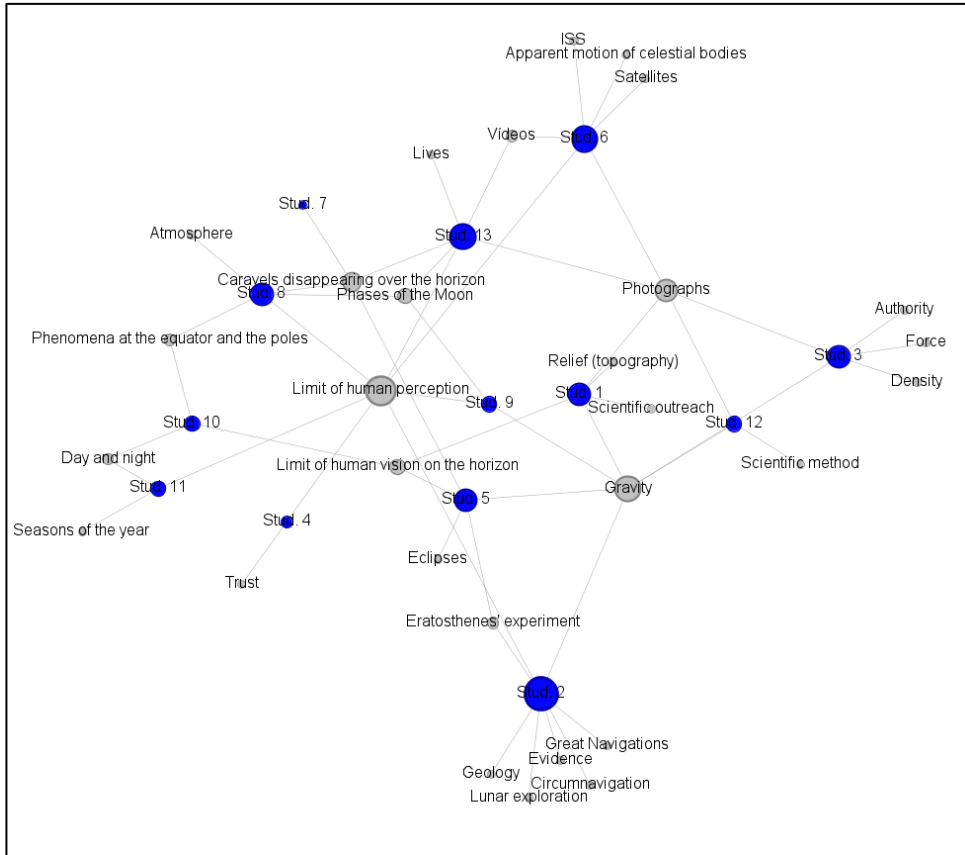 ISS
Apparent motion of celestial bodies
Satellites
Vídeos
Stud. 6
Lives
Stud. 7
Atmosphere
Stud. 13
Caravels disappearing over the horizon
Stud. 8
Phases of the Moon
Photographs
Authority
Phenomena at the equator and the poles
Force
Relief (topography)
Stud. 3
Limit of human perception
Density
Stud. 1
Stud. 9
Scientific outreach
Stud. 10
Stud. 12
Day and night
Limit of human vision on the horizon
Scientific method
Stud. 11
Gravity
Stud. 5
Seasons of the year
Stud. 4
Eclipses
Trust
Eratosthenes' experiment
Stud. 2
Great Navigations
Evidence
Geology
Circumnavigation
Lunar exploration